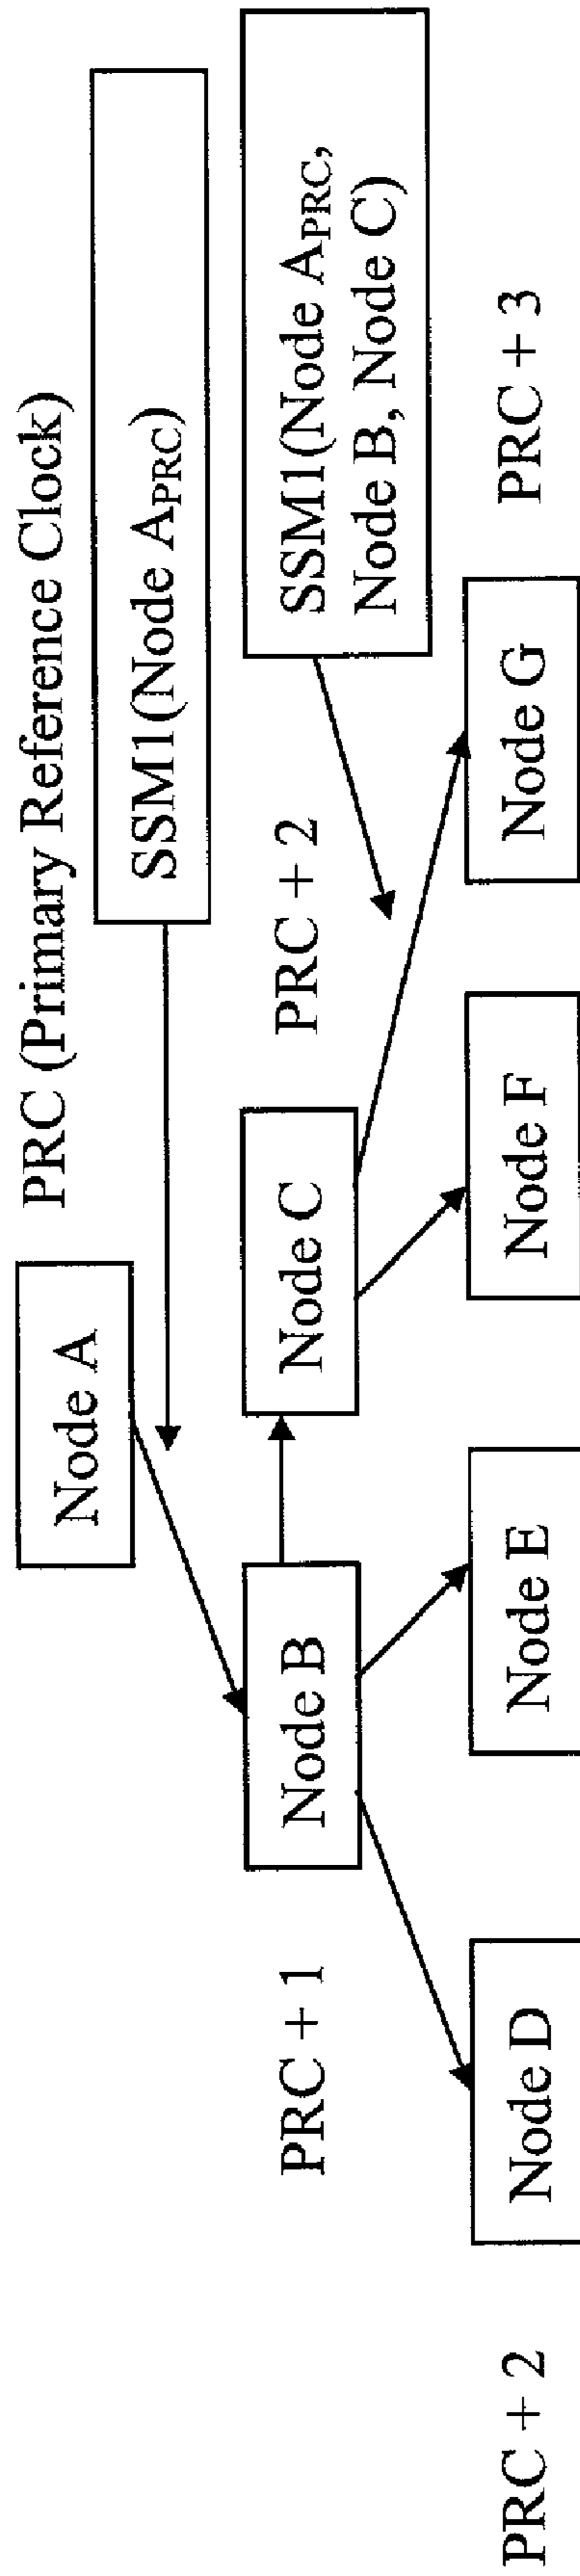 PRC (Primary Reference Clock)
Node A
SSM1(Node APRC)
PRC + 1
Node B
Node C
PRC + 2
SSM1(Node APRC,
Node B, Node C)
PRC + 2
Node D
Node E
Node F
Node G
PRC + 3